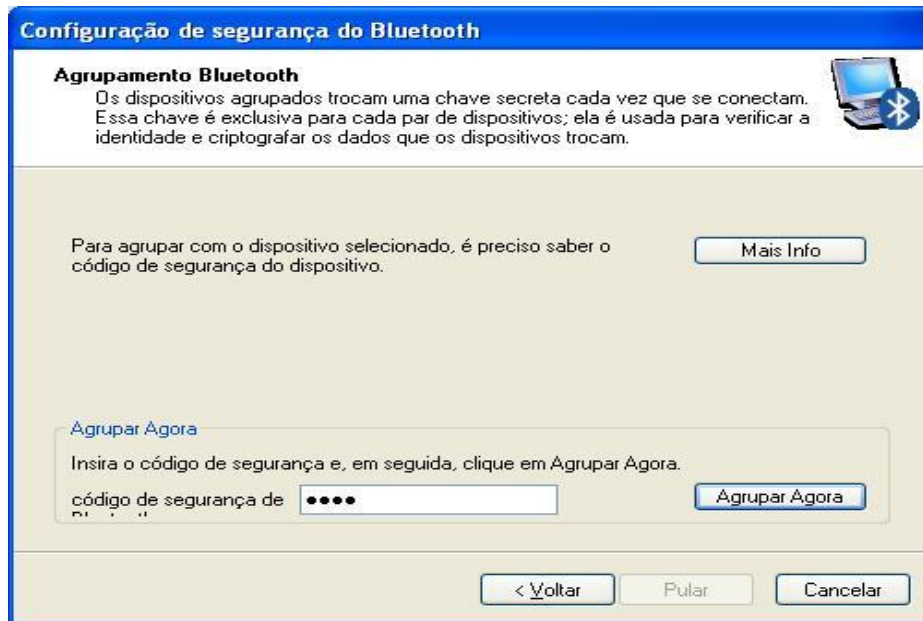 Configuração de segurança do Bluetooth
Agrupamento Bluetooth
Os dispositivos agrupados trocam uma chave secreta cada vez que se conectam.
Essa chave é exclusiva para cada par de dispositivos; ela é usada para verificar a
identidade e criptografar os dados que os dispositivos trocam.
Para agrupar com o dispositivo selecionado, é preciso saber o
código de segurança do dispositivo.
Mais Info
Agrupar Agora
Insira o código de segurança e, em seguida, clique em Agrupar Agora.
código de segurança de
••••
Agrupar Agora
< Voltar
Pular
Cancelar